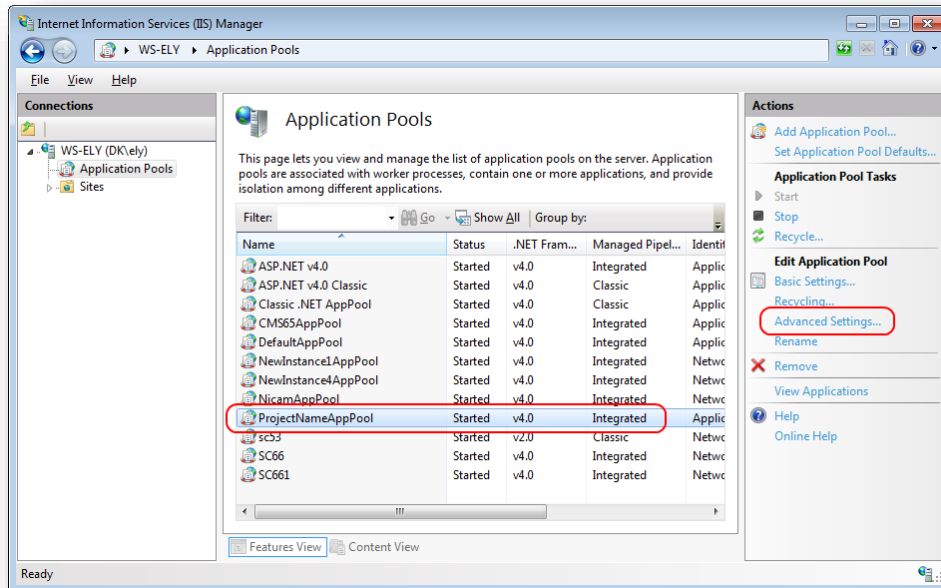 Internet Information Services (IIS) Manager
WS-ELY Application Pools
File View Help
Connections
WS-ELY (DK\ely)
Application Pools
Sites
Application Pools
This page lets you view and manage the list of application pools on the server. Application
pools are associated with worker processes, contain one or more applications, and provide
isolation among different applications.
Filter: Go Show All Group by:
Name Status .NET Fram... Managed Pipel... Identit
ASP.NET v4.0 Started v4.0 Integrated Applic
ASP.NET v4.0 Classic Started v4.0 Classic Applic
Classic .NET AppPool Started v4.0 Classic Applic
CMS65AppPool Started v4.0 Integrated Applic
DefaultAppPool Started v4.0 Integrated Applic
NewInstance1AppPool Started v4.0 Integrated Netwo
NewInstance4AppPool Started v4.0 Integrated Netwo
NicamAppPool Started v4.0 Integrated Netwo
ProjectNameAppPool Started v4.0 Integrated Applic
sc53 Started v2.0 Classic Netwo
SC66 Started v4.0 Integrated Netwo
SC661 Started v4.0 Integrated Netwo
Features View Content View
Actions
Add Application Pool...
Set Application Pool Defaults...
Application Pool Tasks
Start
Stop
Recycle...
Edit Application Pool
Basic Settings...
Recycling...
Advanced Settings...
Rename
Remove
View Applications
Help
Online Help
Ready